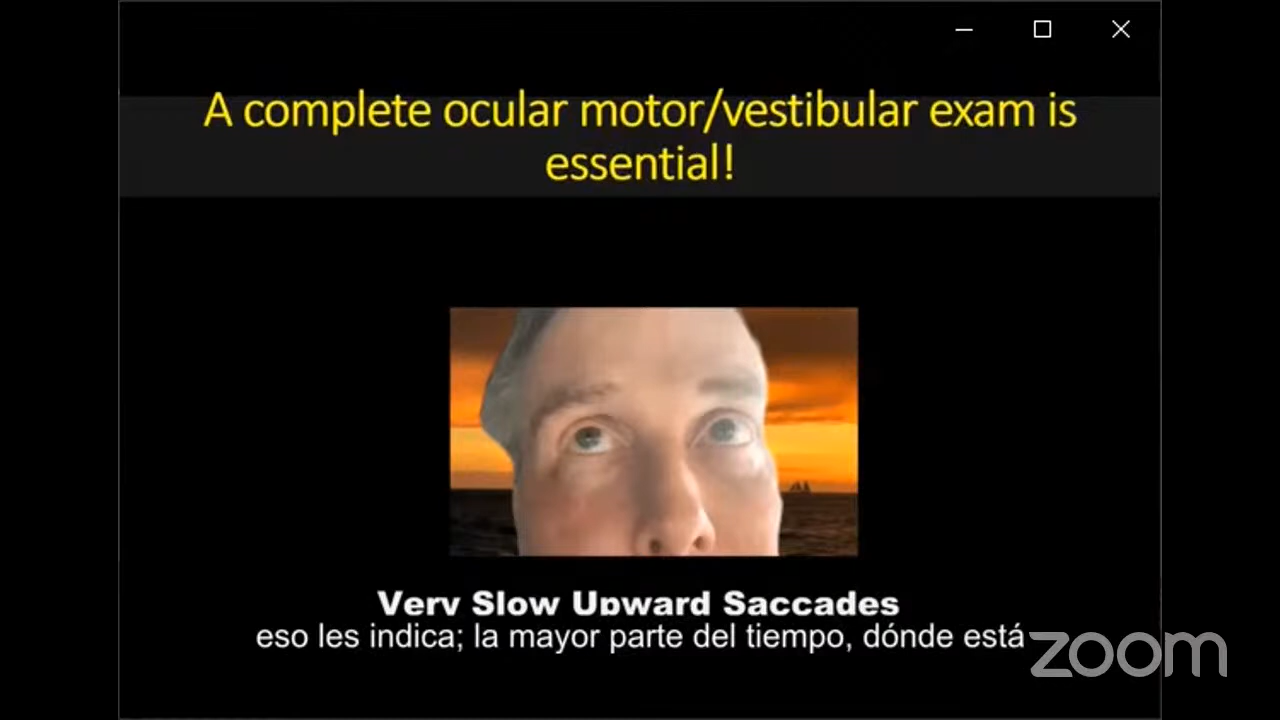 A complete ocular motor/vestibular exam is
essential!
Very Slow Upward Saccades
eso les indica; la mayor parte del tiempo, dónde está
zoom